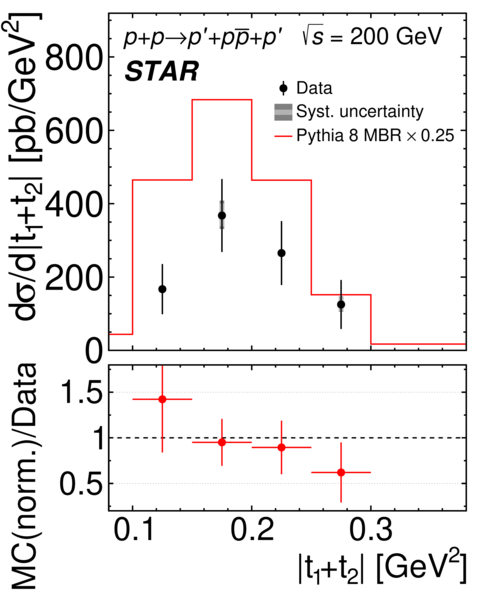 p+p→p′+pp̅+p′ √s = 200 GeV
STAR
Data
Syst. uncertainty
Pythia 8 MBR × 0.25
dσ/d|t₁+t₂| [pb/GeV²]
800
600
400
200
0
MC(norm.)/Data
1.5
1
0.5
0.1 0.2 0.3
|t₁+t₂| [GeV²]